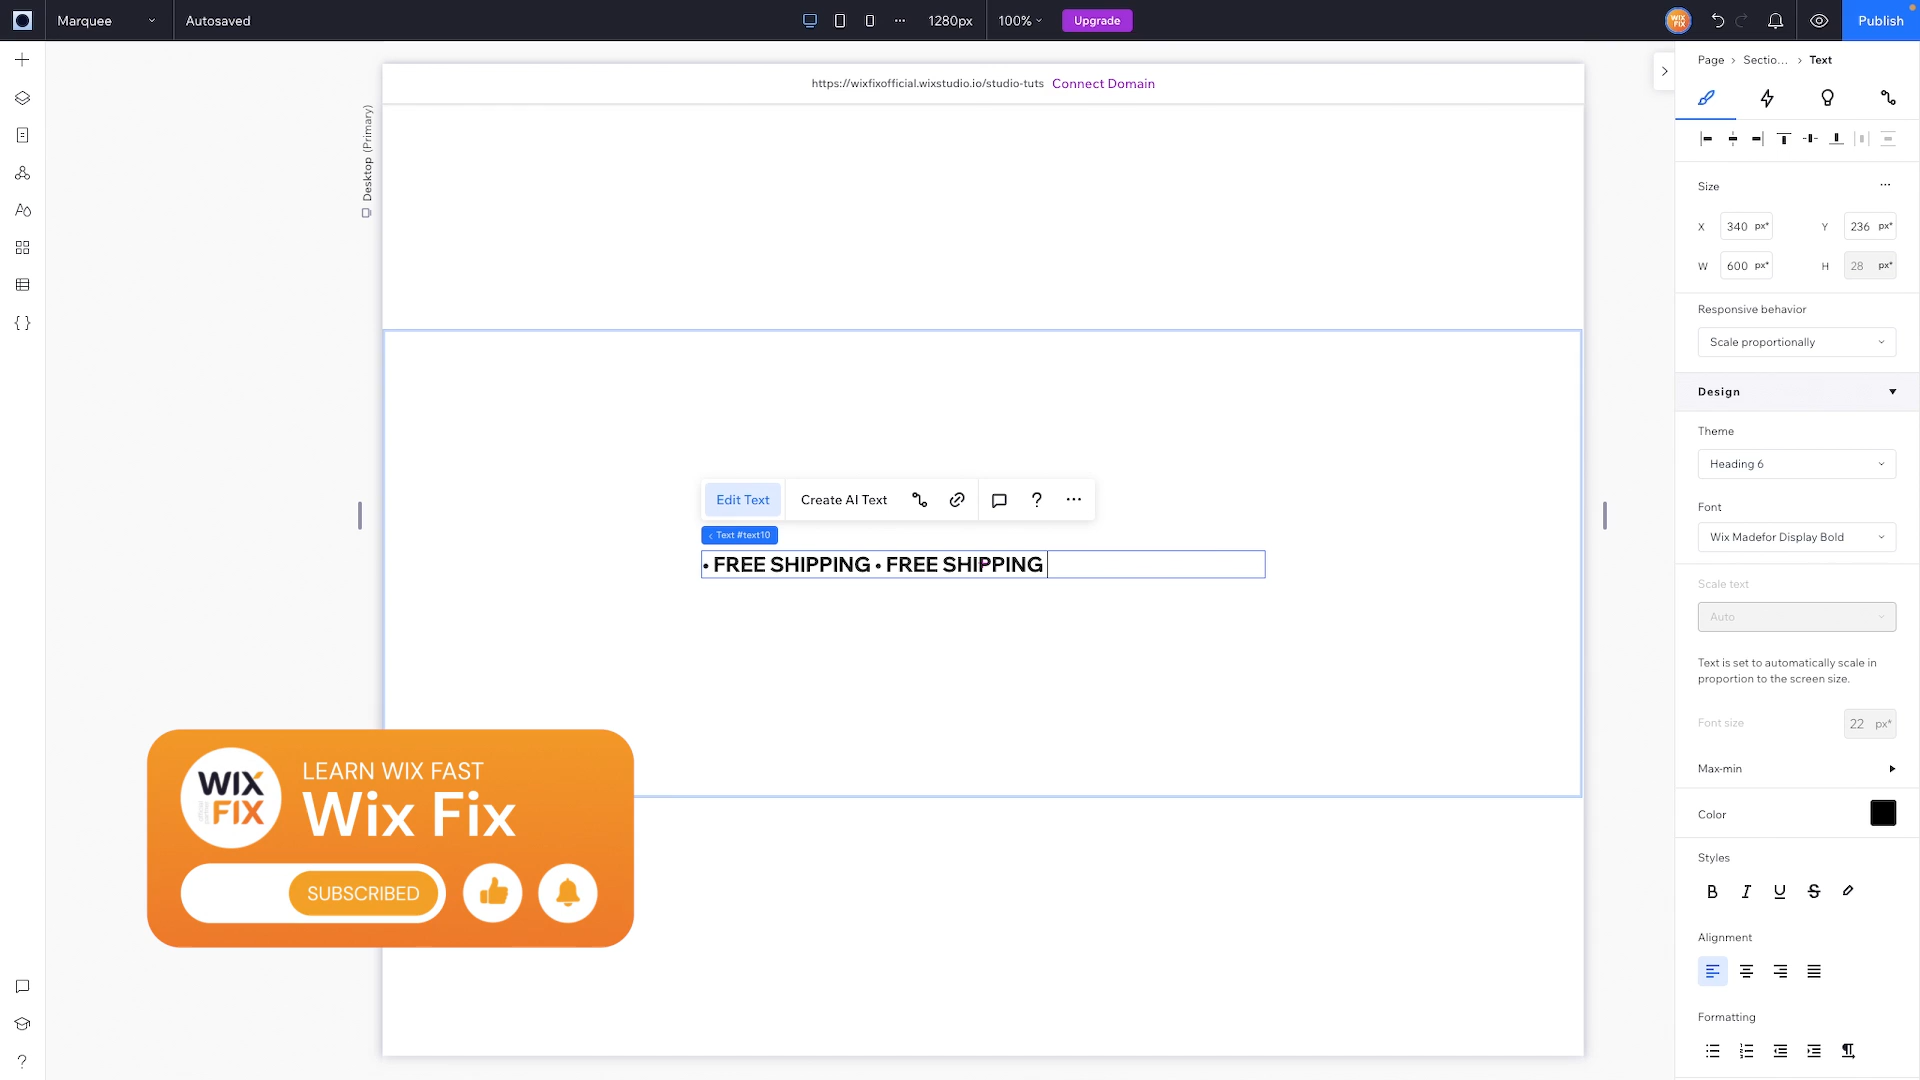 Marquee
Autosaved
1280px
100%
Upgrade
WIX
FIX
Publish
https://wixfixofficial.wixstudio.io/studio-tuts Connect Domain
Desktop (Primary)
Page > Sectio... > Text
Size
X 340 px* Y 236 px*
W 600 px* H 28 px*
Responsive behavior
Scale proportionally
Design
Theme
Heading 6
Font
Wix Madefor Display Bold
Scale text
Auto
Text is set to automatically scale in
proportion to the screen size.
Font size 22 px*
Max-min
Color
Styles
B I U S
Alignment
Formatting
Edit Text Create AI Text ? ...
< Text #text10
• FREE SHIPPING • FREE SHIPPING
WIX
FIX
LEARN WIX FAST
Wix Fix
SUBSCRIBED